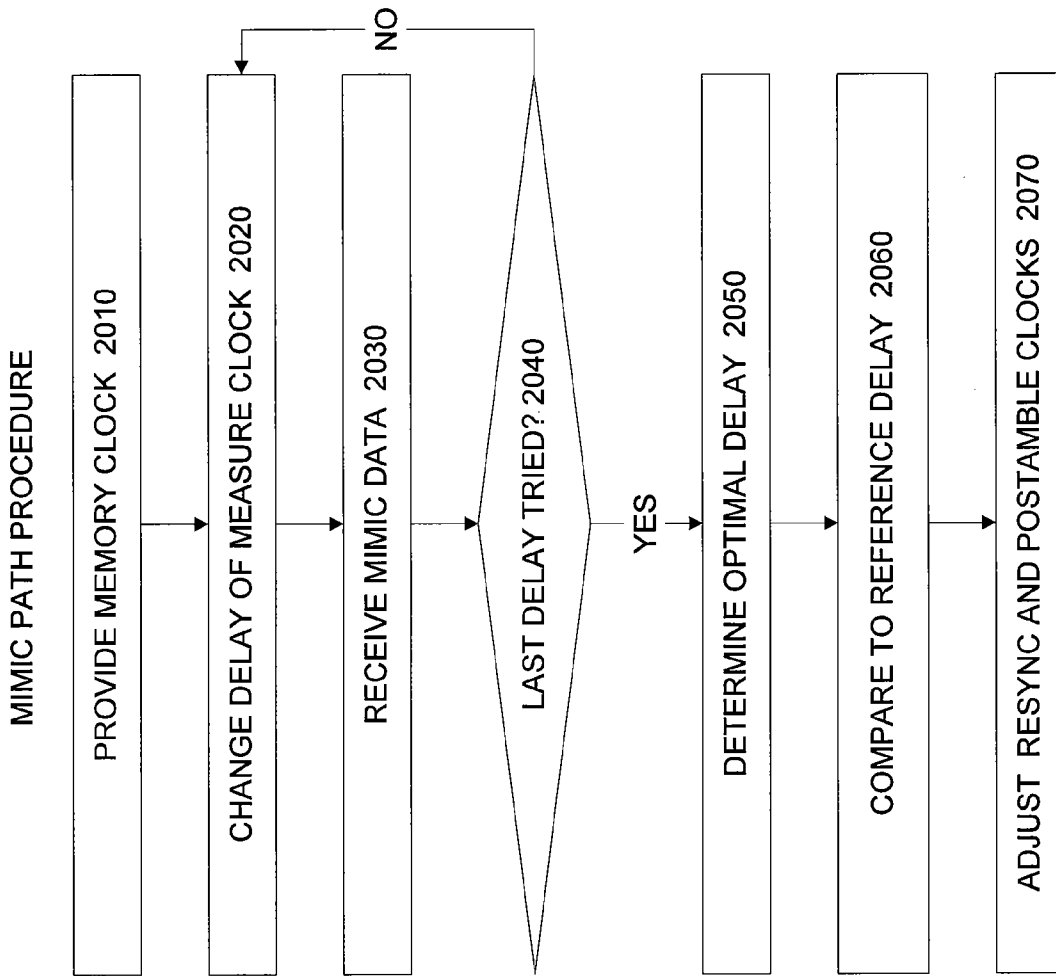 MIMIC PATH PROCEDURE
PROVIDE MEMORY CLOCK 2010
CHANGE DELAY OF MEASURE CLOCK 2020
RECEIVE MIMIC DATA 2030
LAST DELAY TRIED? 2040
NO
YES
DETERMINE OPTIMAL DELAY 2050
COMPARE TO REFERENCE DELAY 2060
ADJUST RESYNC AND POSTAMBLE CLOCKS 2070